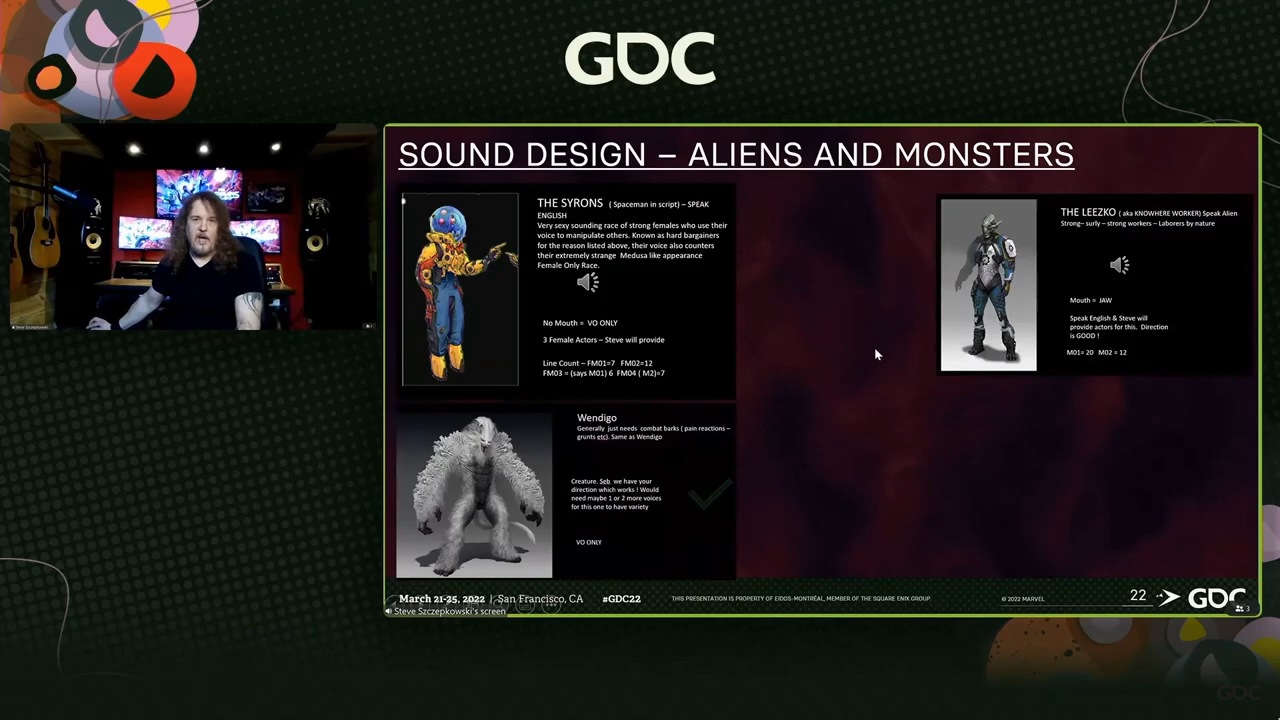 GDC
SOUND DESIGN – ALIENS AND MONSTERS
THE SYRONS ( Spaceman in script) – SPEAK
ENGLISH
Very sexy sounding race of strong females who use their
voice to manipulate others. Known as hard bargainers
for the reason listed above, their voice also counters
their extremely strange Medusa like appearance
Female Only Race.
No Mouth = VO ONLY
3 Female Actors – Steve will provide
Line Count – FM01=7 FM02=12
FM03 = (says M01) 6 FM04 ( M2)=7
THE LEEZKO ( aka KNOWHERE WORKER) Speak Alien
Strong– surly – strong workers – Laborers by nature
Mouth = JAW
Speak English & Steve will
provide actors for this. Direction
is GOOD !
M01= 20 M02 = 12
Wendigo
Generally just needs combat barks ( pain reactions –
grunts etc). Same as Wendigo
Creature. Seb we have your
direction which works ! Would
need maybe 1 or 2 more voices
for this one to have variety
VO ONLY
Steve Szczepkowski
March 21-25, 2022 | San Francisco, CA #GDC22
THIS PRESENTATION IS PROPERTY OF EIDOS-MONTRÉAL, MEMBER OF THE SQUARE ENIX GROUP.
© 2022 MARVEL
22
GDC
Steve Szczepkowski's screen
3
GDC